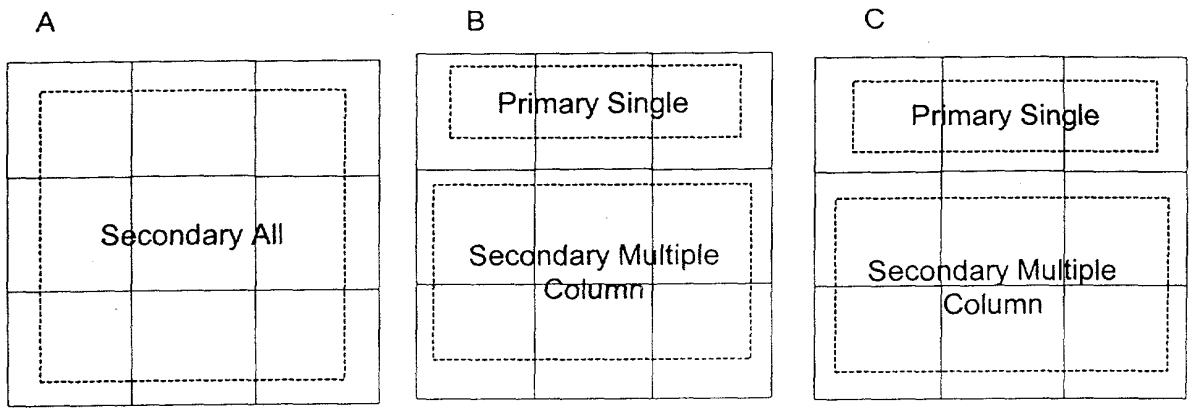 A
B
C
Secondary All
Primary Single
Secondary Multiple
Column
Primary Single
Secondary Multiple
Column